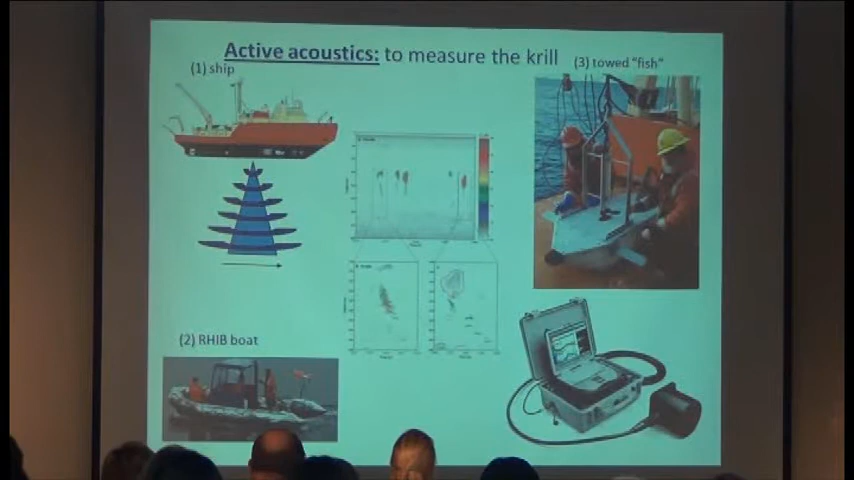 Active acoustics: to measure the krill
(1) ship
(3) towed "fish"
(2) RHIB boat